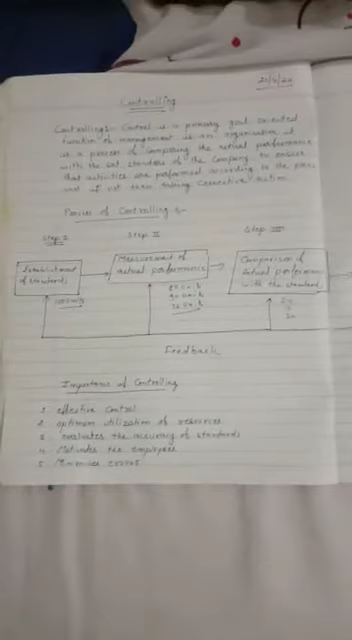 Controlling
Controlling:- Control is a primary goal oriented
function of management is an organisation it
is a process of Comparing the actual performance
with the set standard of the Company to ensure
that activities are performed according to the plans
and if not then taking Corrective action.
Process of Controlling :-
Step I Step II Step III
Establishment of standards
Measurement of Actual performance
Comparison of Actual performance with the standard
Feedback
Importance of Controlling
1 effective Control
2 optimum utilization of resources
3 evaluates the accuracy of standards
4 Motivates the employees
5 Minimises errors